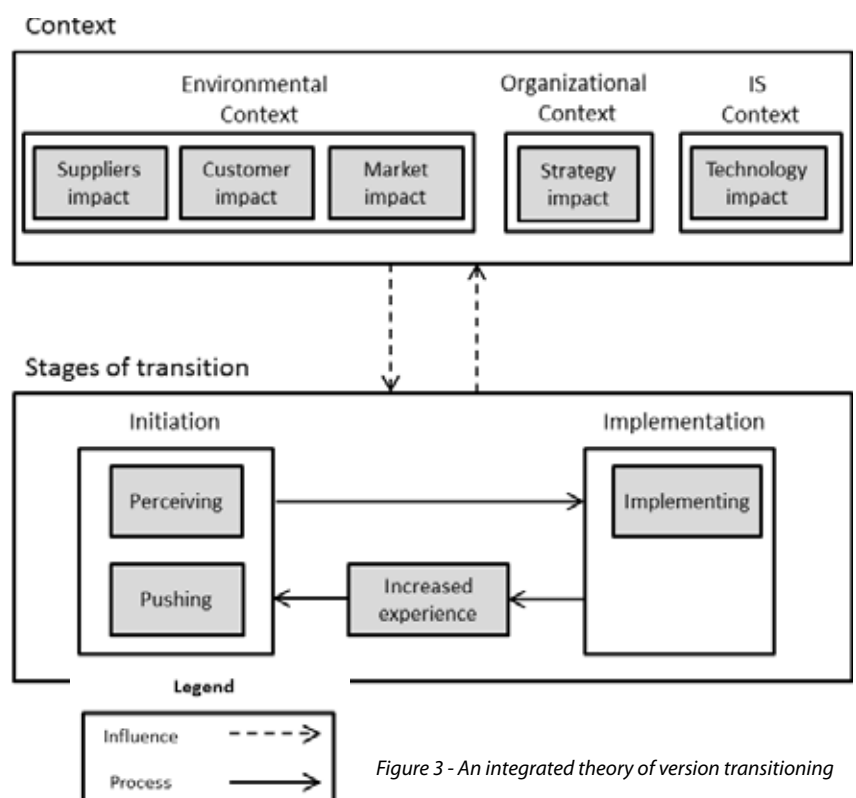 Context
Environmental Context
Organizational Context
IS Context
Suppliers impact
Customer impact
Market impact
Strategy impact
Technology impact
Stages of transition
Initiation
Implementation
Perceiving
Implementing
Pushing
Increased experience
Legend
Influence
Process
Figure 3 - An integrated theory of version transitioning